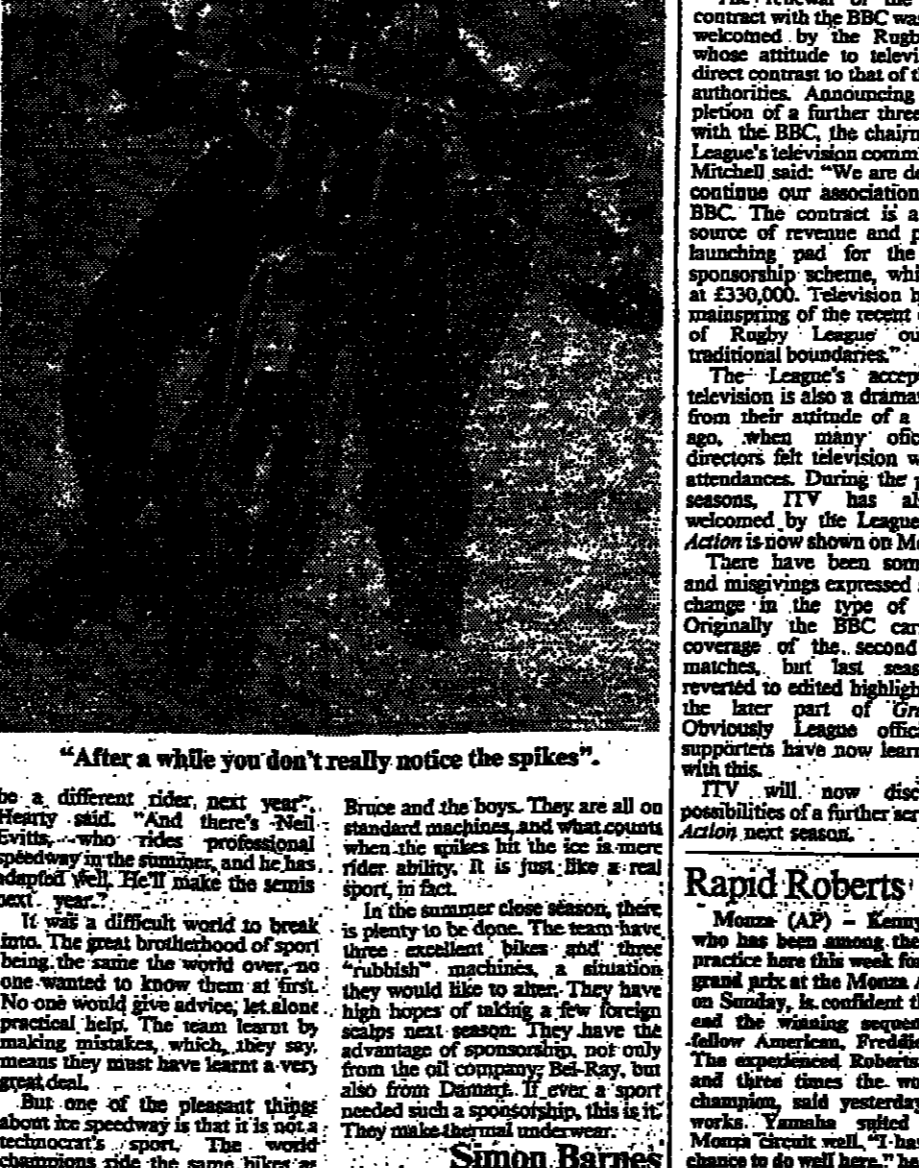 "After a while you don't really notice the spikes".
be a different rider, next year".
Hearty said. "And there's Neil
Evitts, who rides professional
speedway in the summer, and he has
adapted well. He'll make the semis
next year."
It was a difficult world to break
into. The great brotherhood of sport
being the same the world over, no
one wanted to know them at first.
No one would give advice, let alone
practical help. The team learnt by
making mistakes, which, they say,
means they must have learnt a very
great deal.
But one of the pleasant things
about ice speedway is that it is not a
technocrat's sport. The world
champions ride the same bikes as
Bruce and the boys. They are all on
standard machines, and what counts
when the spikes hit the ice is mere
rider ability. It is just like a real
sport, in fact.
In the summer close season, there
is plenty to be done. The team have
three excellent bikes and three
"rubbish" machines, a situation
they would like to alter. They have
high hopes of taking a few foreign
scalps next season. They have the
advantage of sponsorship, not only
from the oil company, Bel-Ray, but
also from Damart. If ever a sport
needed such a sponsorship, this is it.
They make thermal underwear.
Simon Barnes
The renewal of the
contract with the BBC wa
welcomed by the Rugb
whose attitude to televi
direct contrast to that of t
authorities. Announcing
pletion of a further three
with the BBC, the chairm
League's television comm
Mitchell said: "We are de
continue our association
BBC. The contract is a
source of revenue and p
launching pad for the
sponsorship scheme, whi
at £330,000. Television h
mainspring of the recent
of Rugby League ou
traditional boundaries."
The League's accep
television is also a drama
from their attitude of a
ago, when many ofic
directors felt television w
attendances. During the p
seasons, ITV has al
welcomed by the League
Action is now shown on Mo
There have been som
and misgivings expressed
change in the type of
Originally the BBC car
coverage of the second
matches, but last seas
reverted to edited highligh
the later part of Gra
Obviously League offic
supporters have now learn
with this.
ITV will now disc
possibilities of a further ser
Action next season.
Rapid Roberts
Monza (AP) - Kenny
who has been among the
practice here this week for
grand prix at the Monza A
on Sunday, is confident t
end the winning sequen
fellow American, Freddie
The experienced Roberts
and three times the wo
champion, said yesterday
works Yamaha suited
Monza circuit well. "I ha
chance to do well here," ha